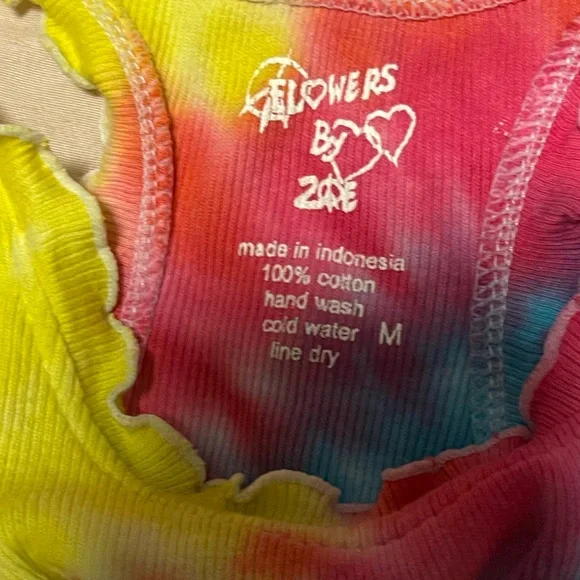 FLOWERS
By
ZOE
made in indonesia
100% cotton
hand wash
cold water M
line dry